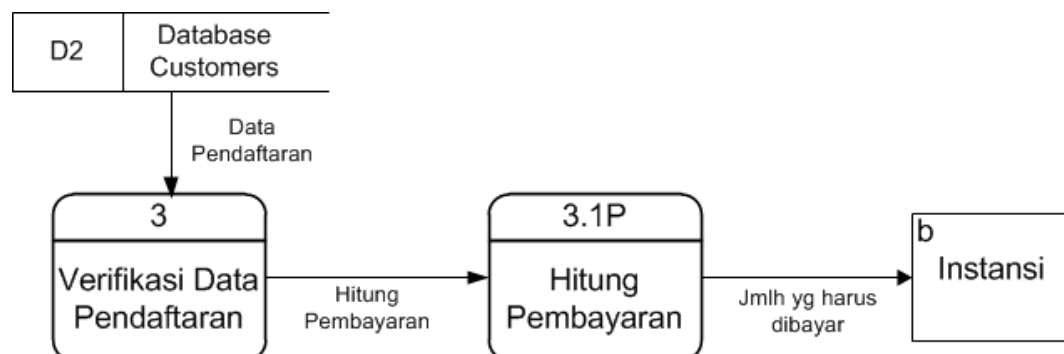 D2
Database
Customers
Data
Pendaftaran
3
Verifikasi Data
Pendaftaran
Hitung
Pembayaran
3.1P
Hitung
Pembayaran
Jmlh yg harus
dibayar
b
Instansi